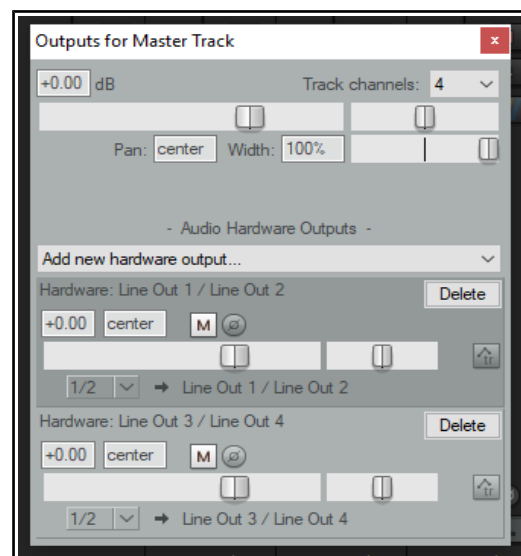 Outputs for Master Track x
+0.00 dB Track channels: 4
Pan: center Width: 100%
- Audio Hardware Outputs -
Add new hardware output...
Hardware: Line Out 1 / Line Out 2 Delete
+0.00 center M ø
tr
1/2 → Line Out 1 / Line Out 2
Hardware: Line Out 3 / Line Out 4 Delete
+0.00 center M ø
tr
1/2 → Line Out 3 / Line Out 4